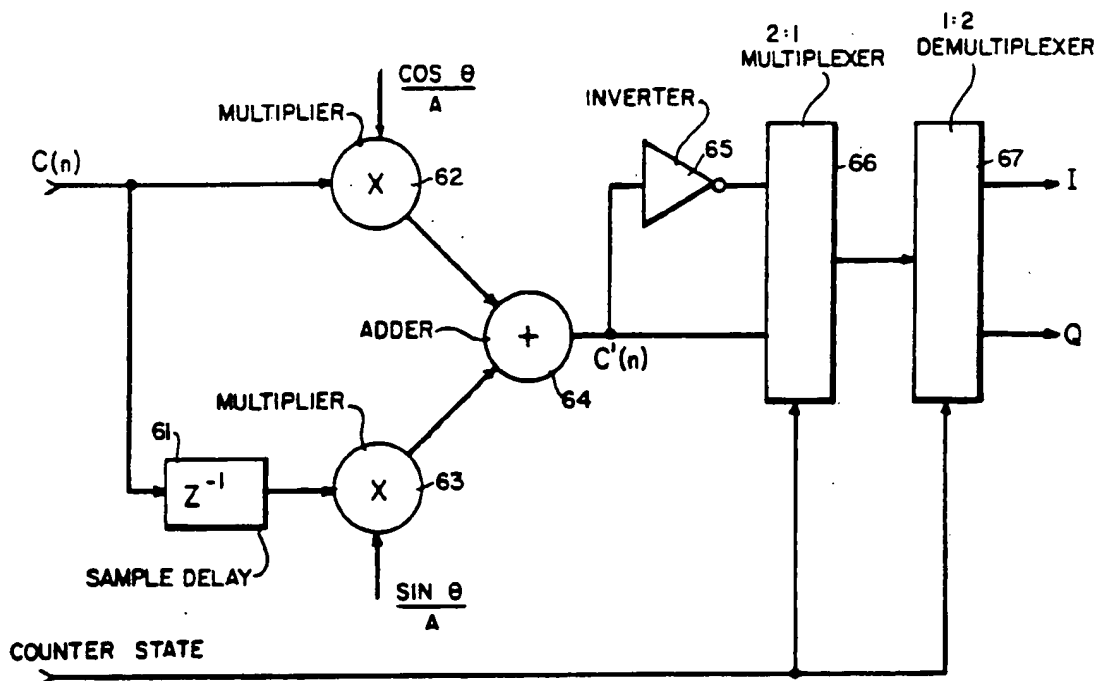 2:1
MULTIPLEXER
1:2
DEMULTIPLEXER
COS θ
A
MULTIPLIER
INVERTER
C(n)
X
62
65
66
67
I
ADDER
+
64
C'(n)
Q
MULTIPLIER
61
Z⁻¹
X
63
SAMPLE DELAY
SIN θ
A
COUNTER STATE